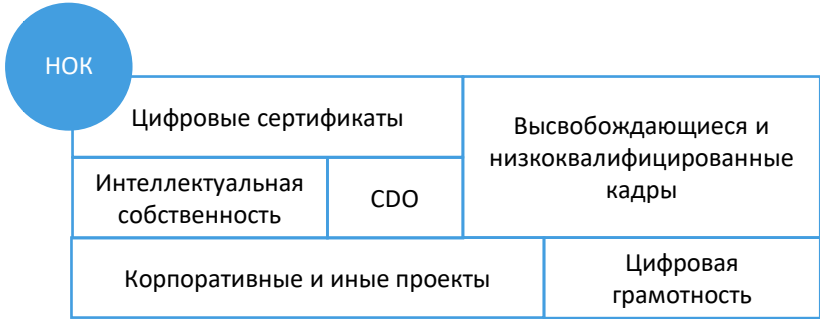 НОК
Цифровые сертификаты
Высвобождающиеся и
низкоквалифицированные
кадры
Интеллектуальная
собственность
CDO
Корпоративные и иные проекты
Цифровая
грамотность